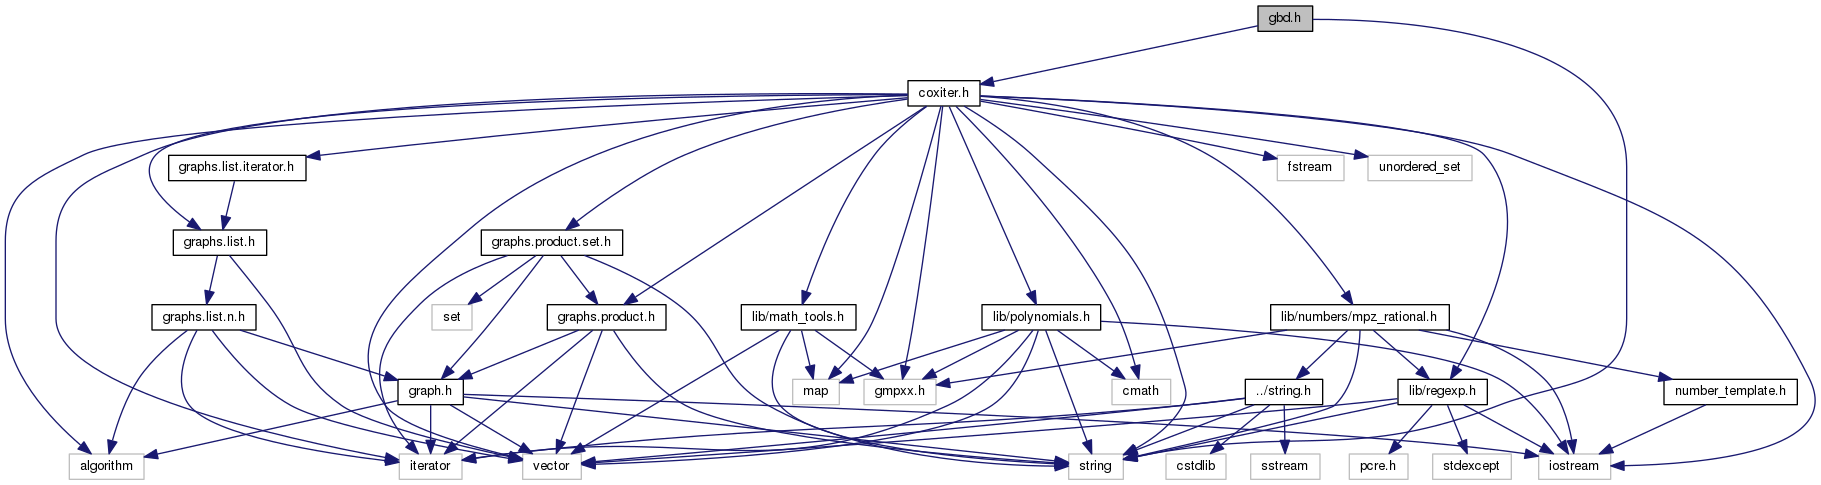 gbd.h
coxiter.h
graphs.list.iterator.h
fstream
unordered_set
graphs.list.h
graphs.product.set.h
graphs.list.n.h
set
graphs.product.h
lib/math_tools.h
lib/polynomials.h
lib/numbers/mpz_rational.h
graph.h
map
gmpxx.h
cmath
../string.h
lib/regexp.h
number_template.h
algorithm
iterator
vector
string
cstdlib
sstream
pcre.h
stdexcept
iostream